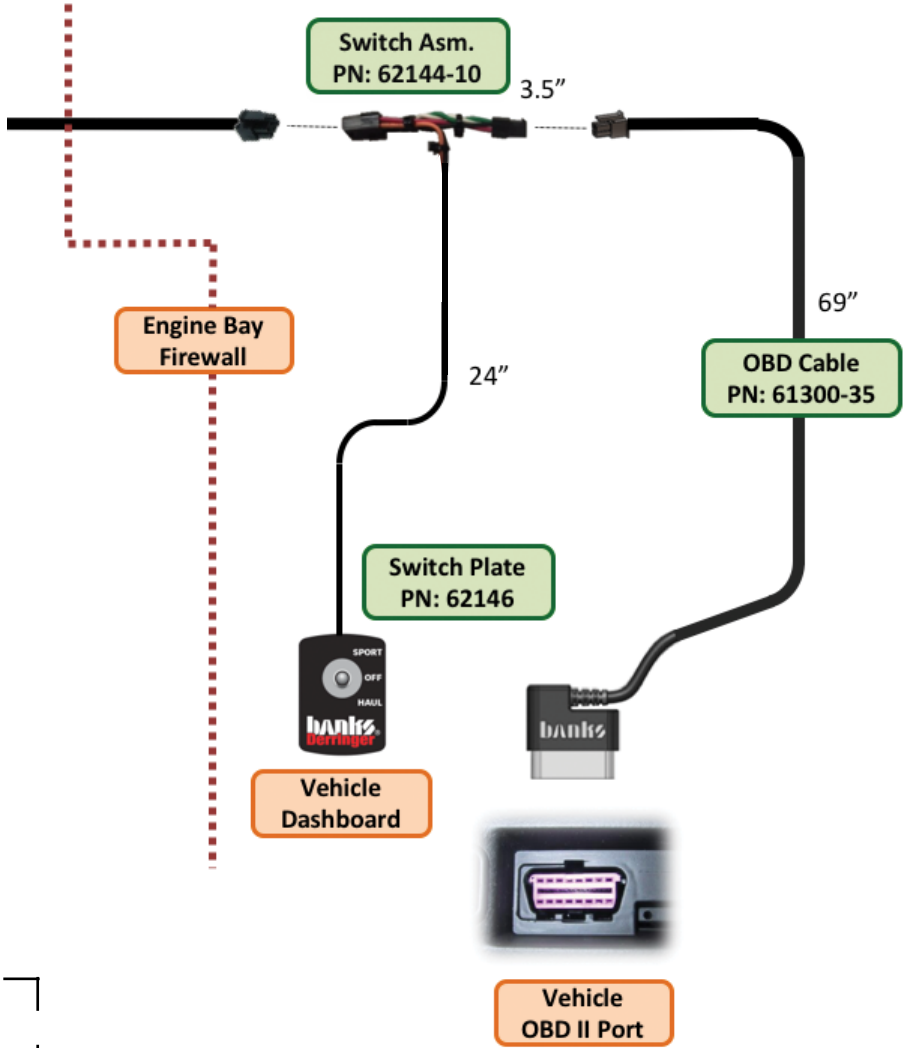 Switch Asm.
PN: 62144-10
3.5”
Engine Bay
Firewall
69”
OBD Cable
PN: 61300-35
24”
Switch Plate
PN: 62146
SPORT
OFF
HAUL
banks
Derringer
banks
Vehicle
Dashboard
Vehicle
OBD II Port